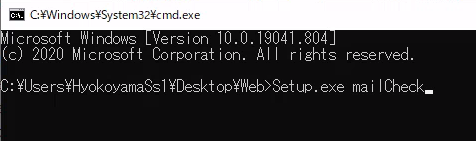 C:¥Windows¥System32¥cmd.exe
Microsoft Windows [Version 10.0.19041.804]
(c) 2020 Microsoft Corporation. All rights reserved.
C:¥Users¥HyokoyamaSs1¥Desktop¥Web>Setup.exe mailCheck